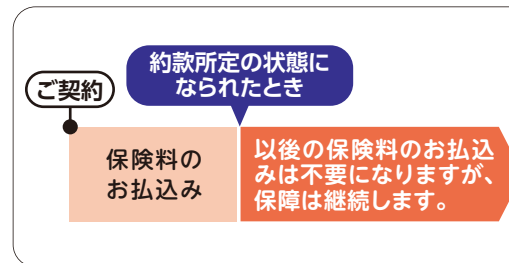 約款所定の状態に
なられたとき
ご契約
保険料の
お払込み
以後の保険料のお払込
みは不要になりますが、
保障は継続します。